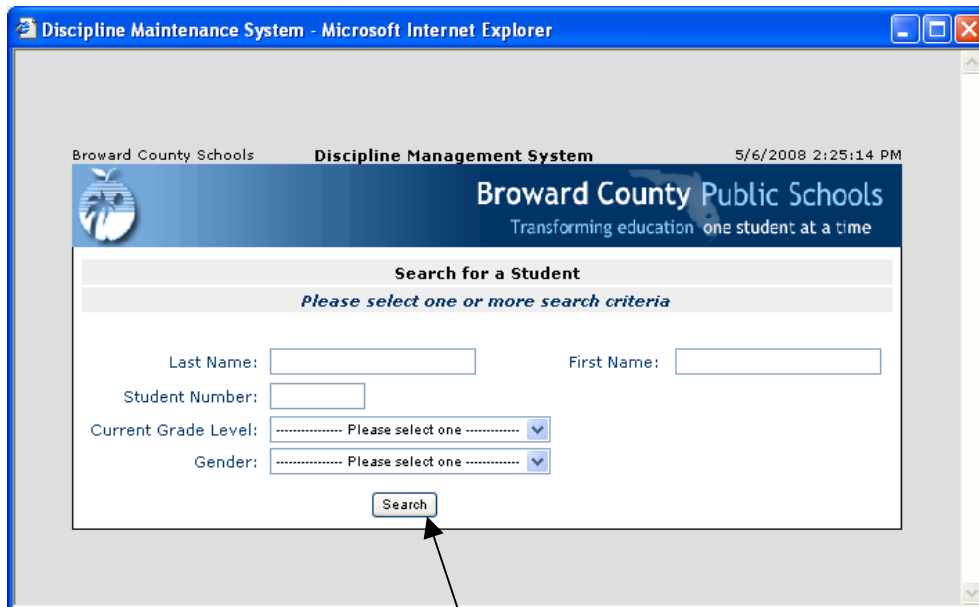 Discipline Maintenance System - Microsoft Internet Explorer
Broward County Schools Discipline Management System 5/6/2008 2:25:14 PM
Broward County Public Schools
Transforming education one student at a time
Search for a Student
Please select one or more search criteria
Last Name: First Name:
Student Number:
Current Grade Level: --------------- Please select one ------------
Gender: --------------- Please select one ------------
Search